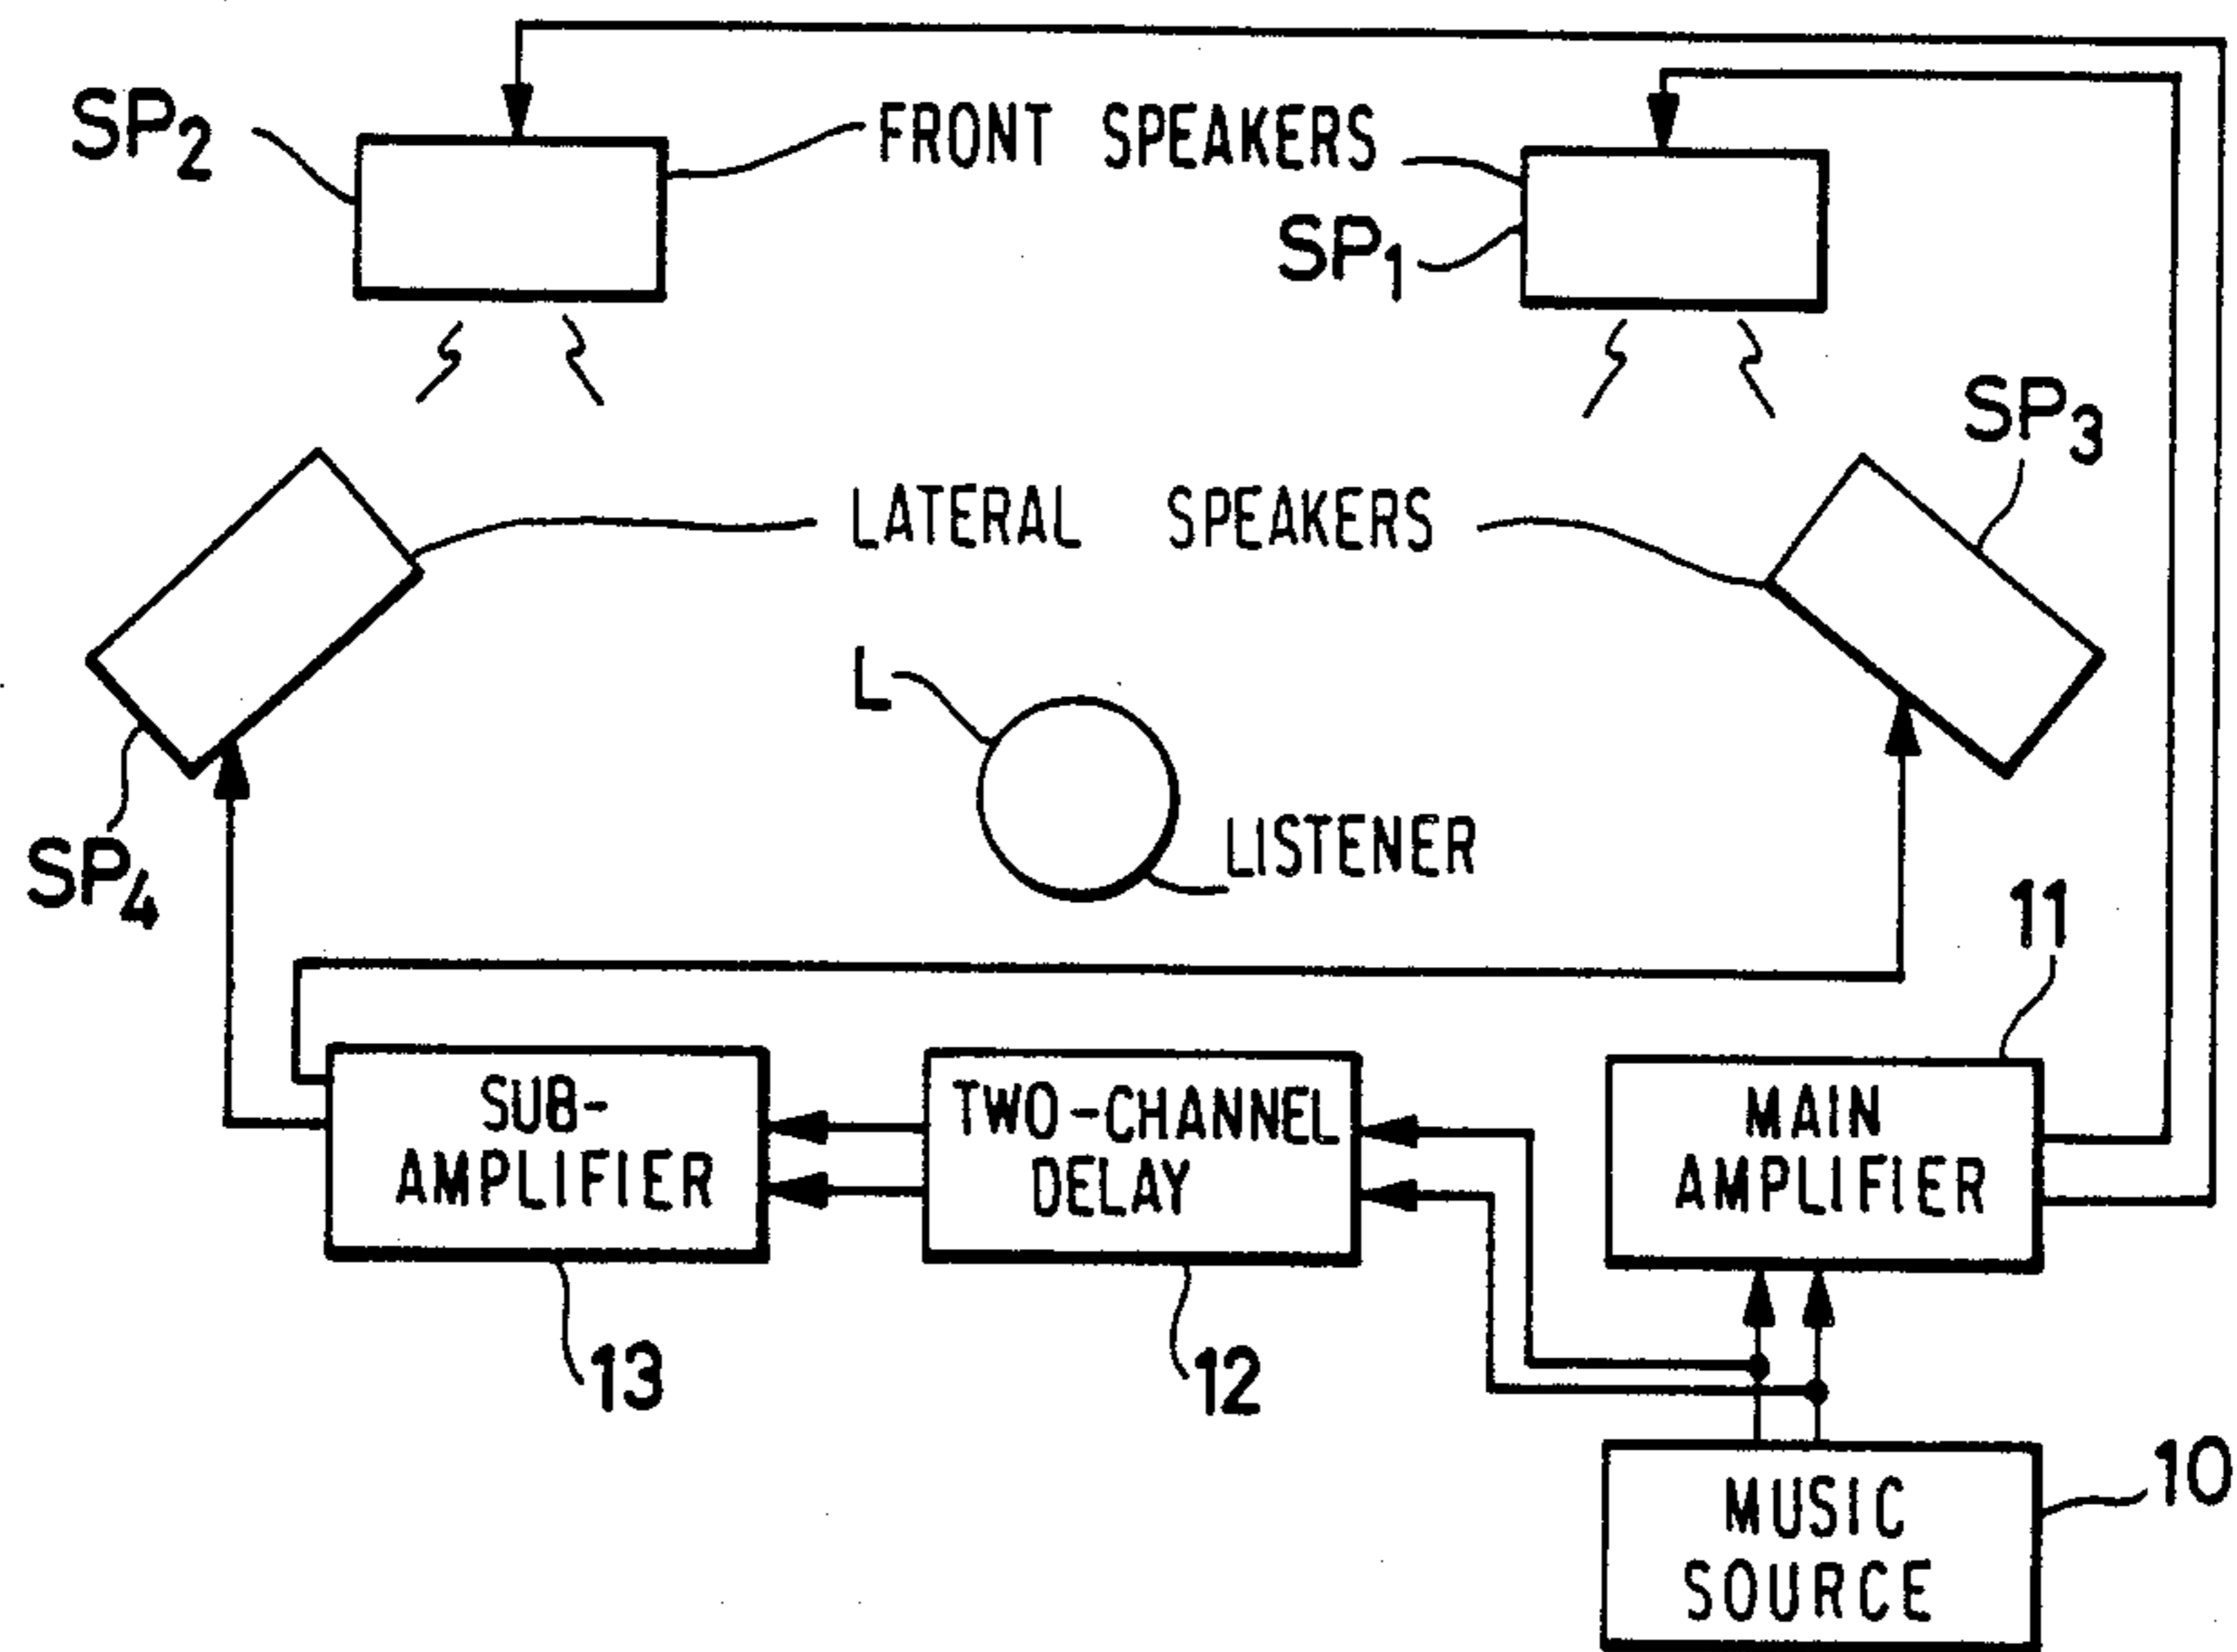 SP2
FRONT SPEAKERS
SP1
SP3
LATERAL SPEAKERS
L
SP4
LISTENER
11
SUB-
AMPLIFIER
TWO-CHANNEL
DELAY
MAIN
AMPLIFIER
13
12
10
MUSIC
SOURCE